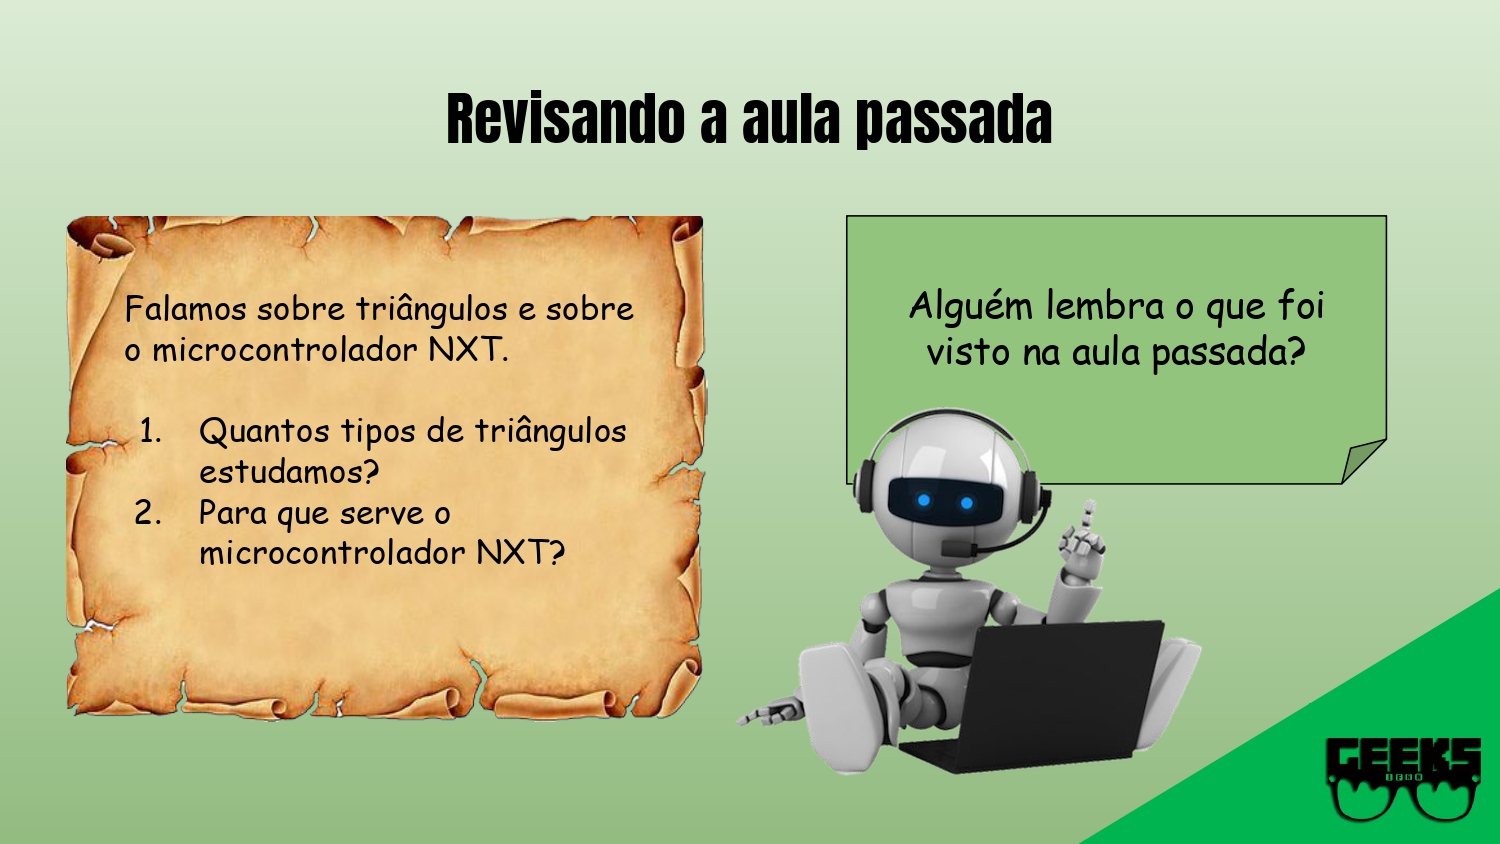 Revisando a aula passada
Falamos sobre triângulos e sobre
o microcontrolador NXT.
1. Quantos tipos de triângulos
estudamos?
2. Para que serve o
microcontrolador NXT?
Alguém lembra o que foi
visto na aula passada?
GEEKS
IFRN